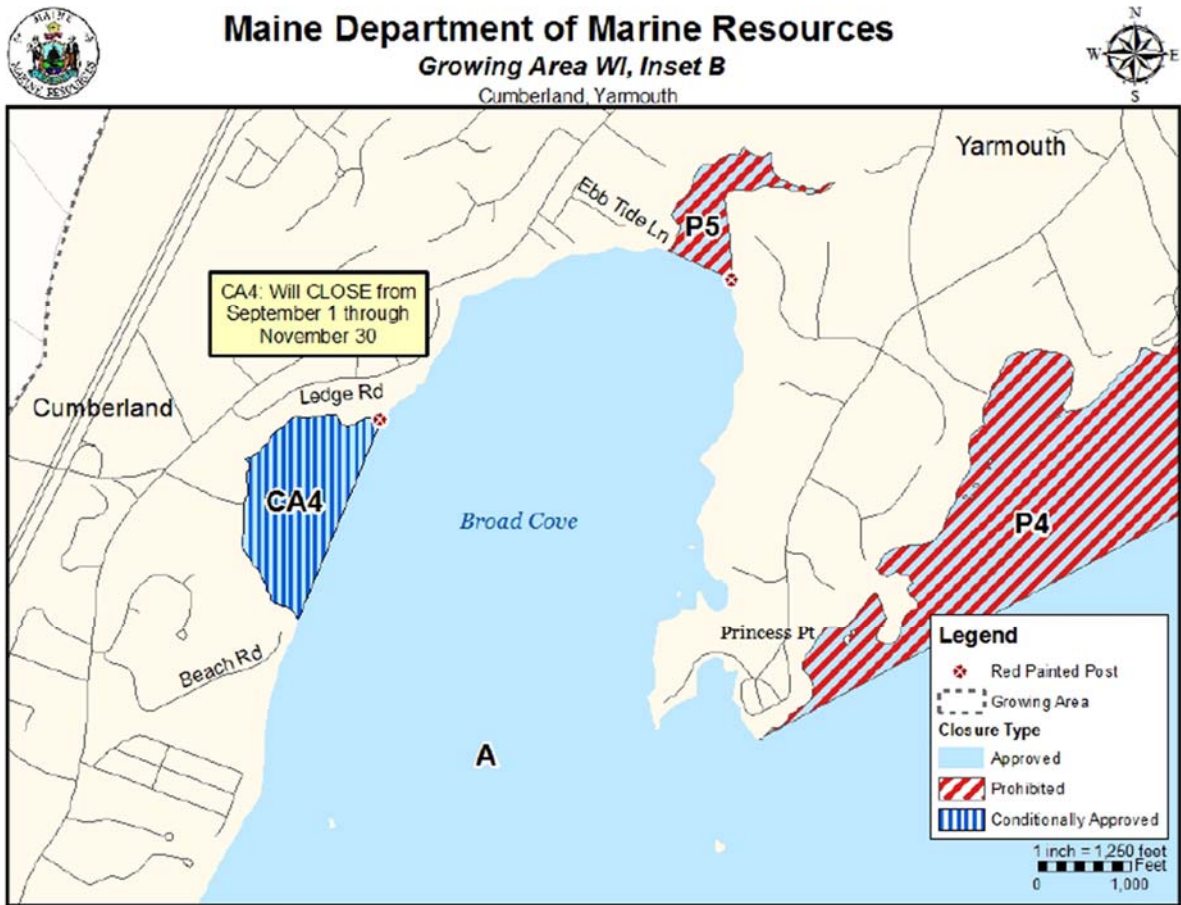 MAINE
MARINE RESOURCES
Maine Department of Marine Resources
Growing Area WI, Inset B
Cumberland, Yarmouth
N
W
E
S
Yarmouth
Ebb Tide Ln
P5
CA4: Will CLOSE from
September 1 through
November 30
Ledge Rd
Cumberland
CA4
Broad Cove
P4
Princess Pt
Beach Rd
A
Legend
Red Painted Post
Growing Area
Closure Type
Approved
Prohibited
Conditionally Approved
1 inch = 1,250 feet
Feet
0 1,000